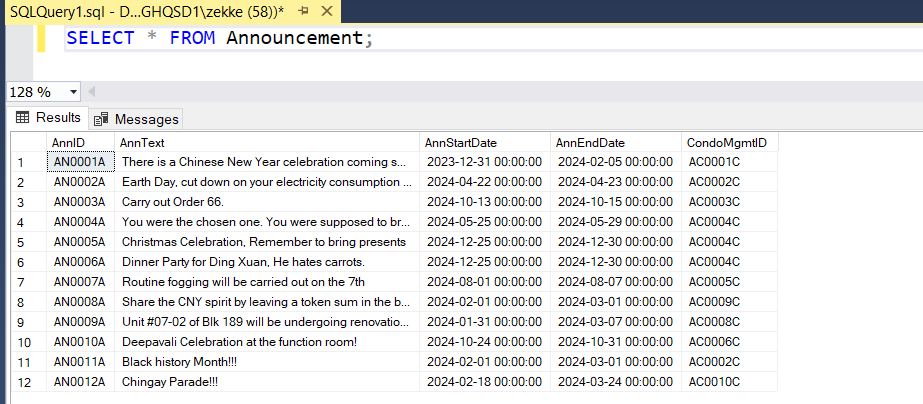 SQLQuery1.sql - D...GHQSD1\zekke (58))*
SELECT * FROM Announcement;
128 %
Results Messages
AnnID AnnText AnnStartDate AnnEndDate CondoMgmtID
1 AN0001A There is a Chinese New Year celebration coming s... 2023-12-31 00:00:00 2024-02-05 00:00:00 AC0001C
2 AN0002A Earth Day, cut down on your electricity consumption ... 2024-04-22 00:00:00 2024-04-23 00:00:00 AC0002C
3 AN0003A Carry out Order 66. 2024-10-13 00:00:00 2024-10-15 00:00:00 AC0003C
4 AN0004A You were the chosen one. You were supposed to br... 2024-05-25 00:00:00 2024-05-29 00:00:00 AC0004C
5 AN0005A Christmas Celebration, Remember to bring presents 2024-12-25 00:00:00 2024-12-30 00:00:00 AC0004C
6 AN0006A Dinner Party for Ding Xuan, He hates carrots. 2024-12-25 00:00:00 2024-12-30 00:00:00 AC0004C
7 AN0007A Routine fogging will be carried out on the 7th 2024-08-01 00:00:00 2024-08-07 00:00:00 AC0005C
8 AN0008A Share the CNY spirit by leaving a token sum in the b... 2024-02-01 00:00:00 2024-03-01 00:00:00 AC0009C
9 AN0009A Unit #07-02 of Blk 189 will be undergoing renovatio... 2024-01-31 00:00:00 2024-03-07 00:00:00 AC0008C
10 AN0010A Deepavali Celebration at the function room! 2024-10-24 00:00:00 2024-10-31 00:00:00 AC0006C
11 AN0011A Black history Month!!! 2024-02-01 00:00:00 2024-03-01 00:00:00 AC0002C
12 AN0012A Chingay Parade!!! 2024-02-18 00:00:00 2024-03-24 00:00:00 AC0010C